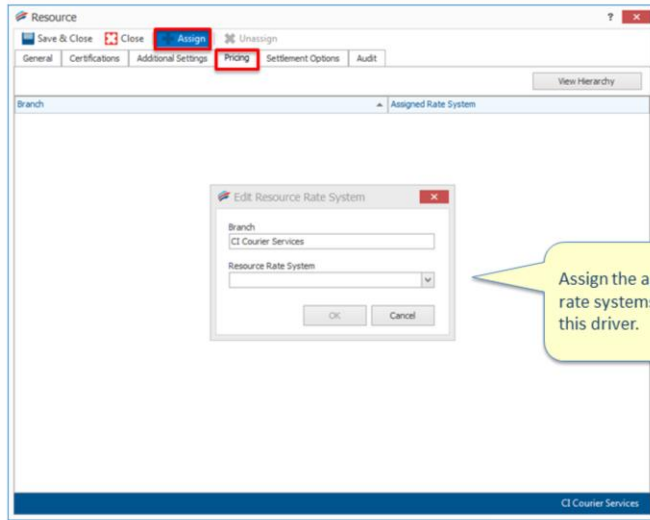 Resource ?
Save & Close Close Assign Unassign
General Certifications Additional Settings Pricing Settlement Options Audit
View Hierarchy
Branch Assigned Rate System
Edit Resource Rate System
Branch
CI Courier Services
Resource Rate System
OK Cancel
Assign the
rate systems
this driver.
CI Courier Services